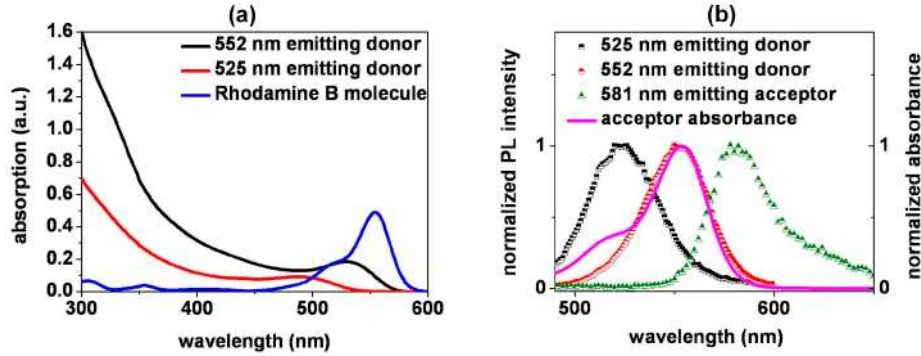 (a)
1.6
1.4
1.2
1.0
0.8
0.6
0.4
0.2
0.0
absorption (a.u.)
552 nm emitting donor
525 nm emitting donor
Rhodamine B molecule
300
400
500
600
wavelength (nm)
(b)
525 nm emitting donor
552 nm emitting donor
581 nm emitting acceptor
acceptor absorbance
normalized PL intensity
1
0
1
0
normalized absorbance
500
550
600
wavelength (nm)